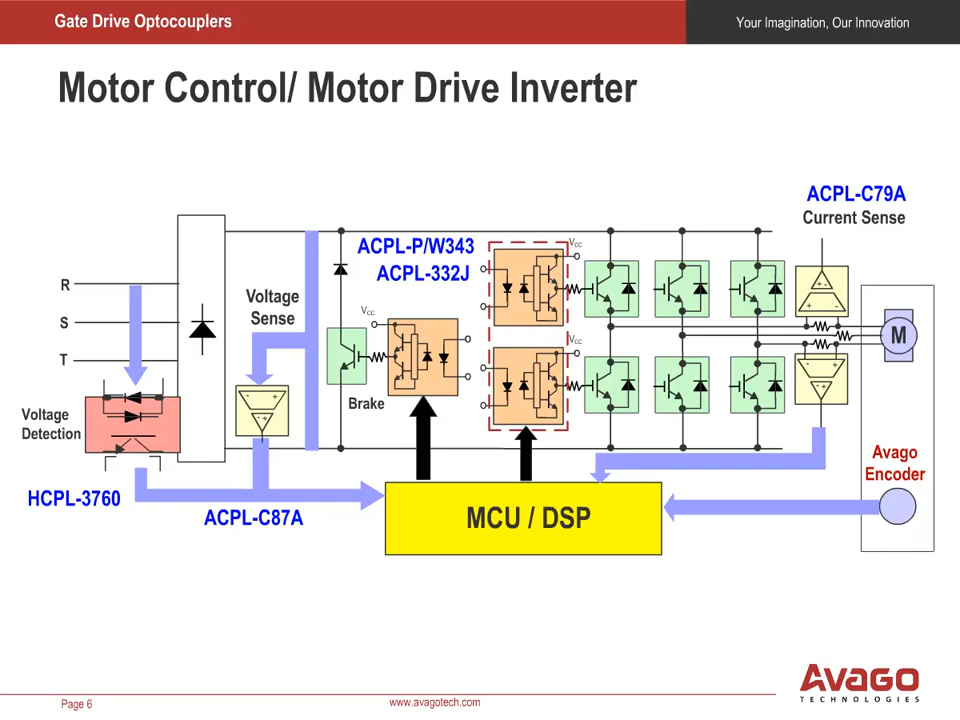 Gate Drive Optocouplers
Your Imagination, Our Innovation
Motor Control/ Motor Drive Inverter
ACPL-C79A
Current Sense
ACPL-P/W343
ACPL-332J
VCC
R
Voltage
Sense
VCC
S
M
VCC
T
Brake
Voltage
Detection
- +
- +
+ -
+ -
- +
- +
Avago
Encoder
HCPL-3760
ACPL-C87A
MCU / DSP
AVAGO
TECHNOLOGIES
Page 6
www.avagotech.com